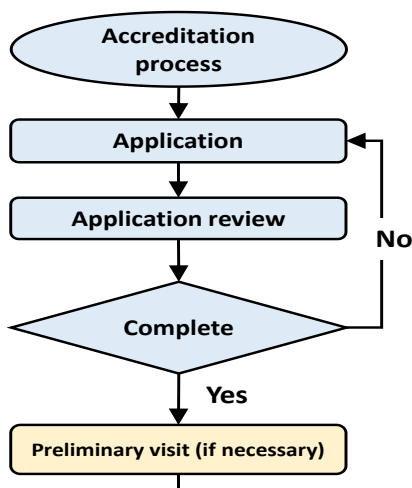 Accreditation
process
Application
Application review
No
Complete
Yes
Preliminary visit (if necessary)